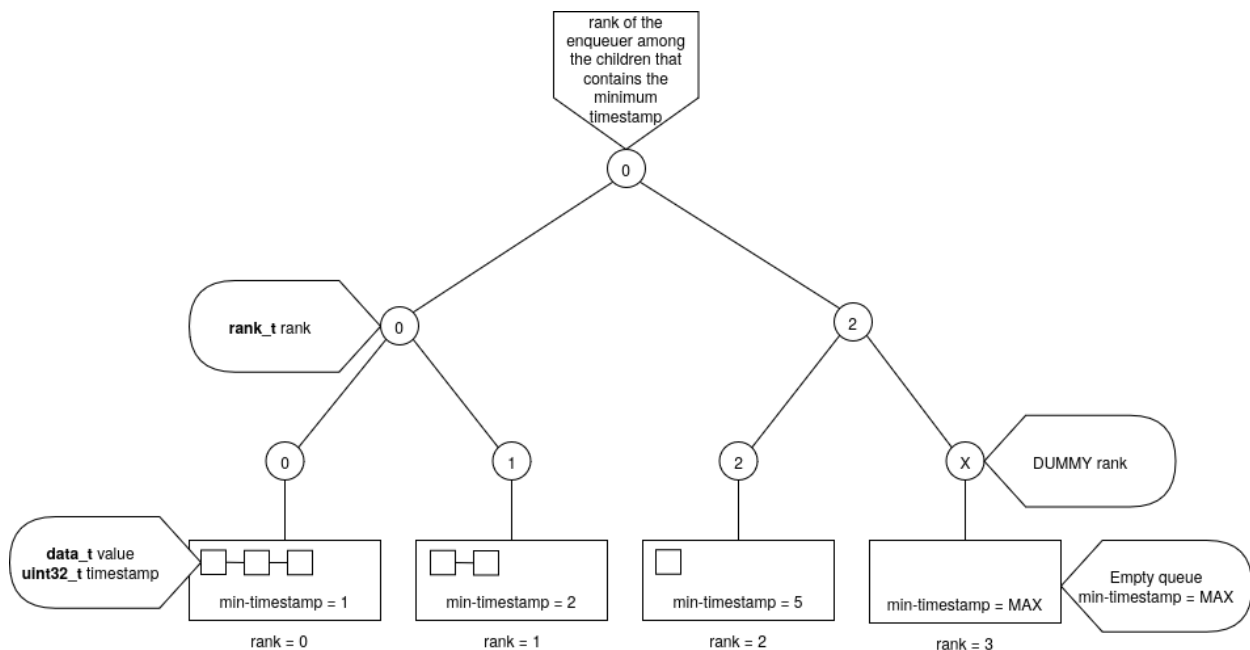 rank of the
enqueuer among
the children that
contains the
minimum
timestamp
0
rank_t rank
0
2
0
1
2
X
DUMMY rank
data_t value
uint32_t timestamp
min-timestamp = 1
min-timestamp = 2
min-timestamp = 5
min-timestamp = MAX
Empty queue
min-timestamp = MAX
rank = 0
rank = 1
rank = 2
rank = 3